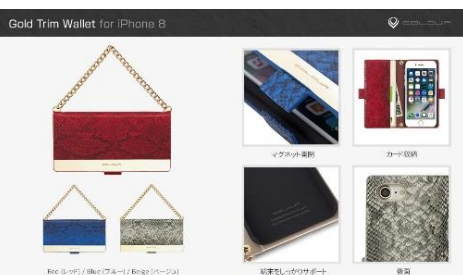 Gold Trim Wallet for iPhone 8
マグネット開閉
カード収納
Red (レッド) / Blue (ブルー) / Beige (ベージュ)
端末をしっかりサポート
背面